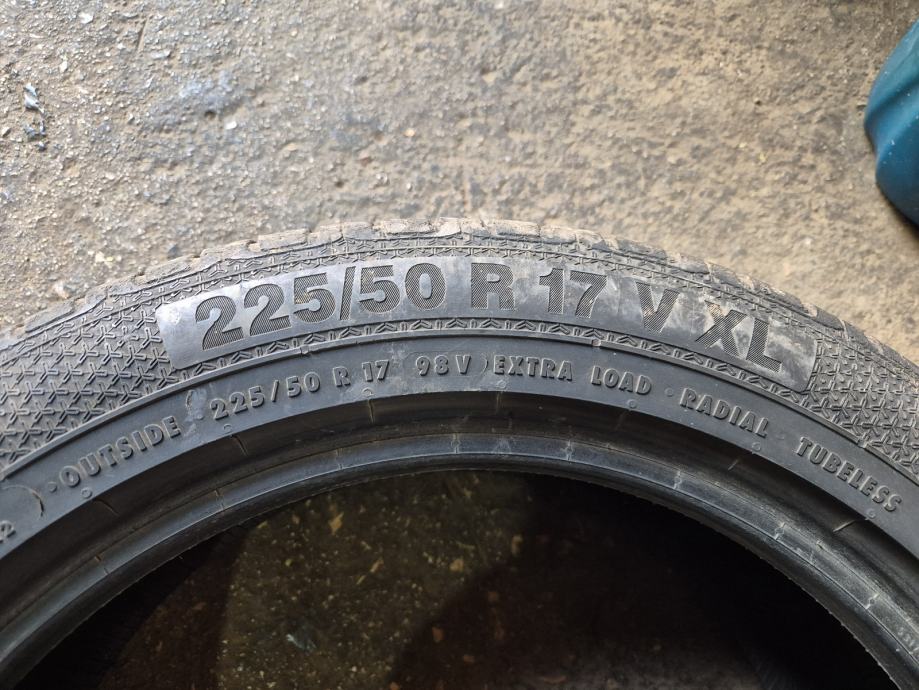 225/50 R 17 V XL
OUTSIDE · 225/50 R 17 98 V EXTRA LOAD · RADIAL TUBELESS